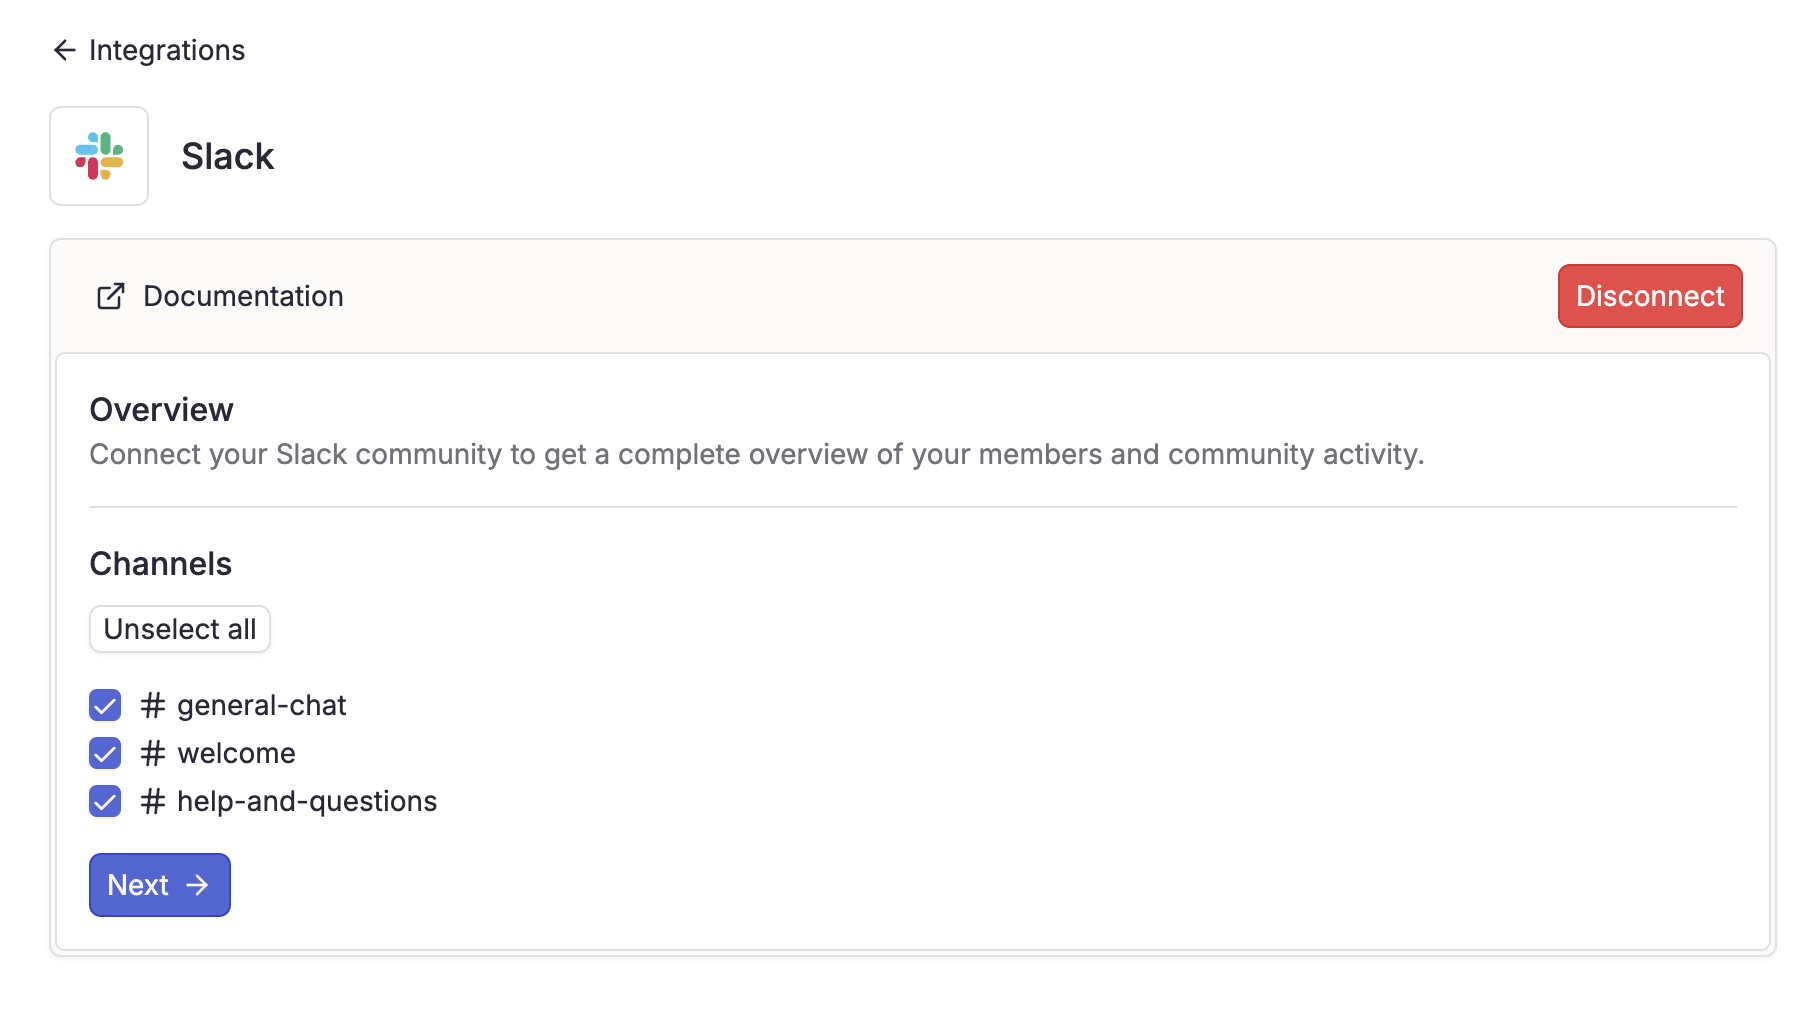 Integrations
Slack
Documentation
Disconnect
Overview
Connect your Slack community to get a complete overview of your members and community activity.
Channels
Unselect all
# general-chat
# welcome
# help-and-questions
Next →